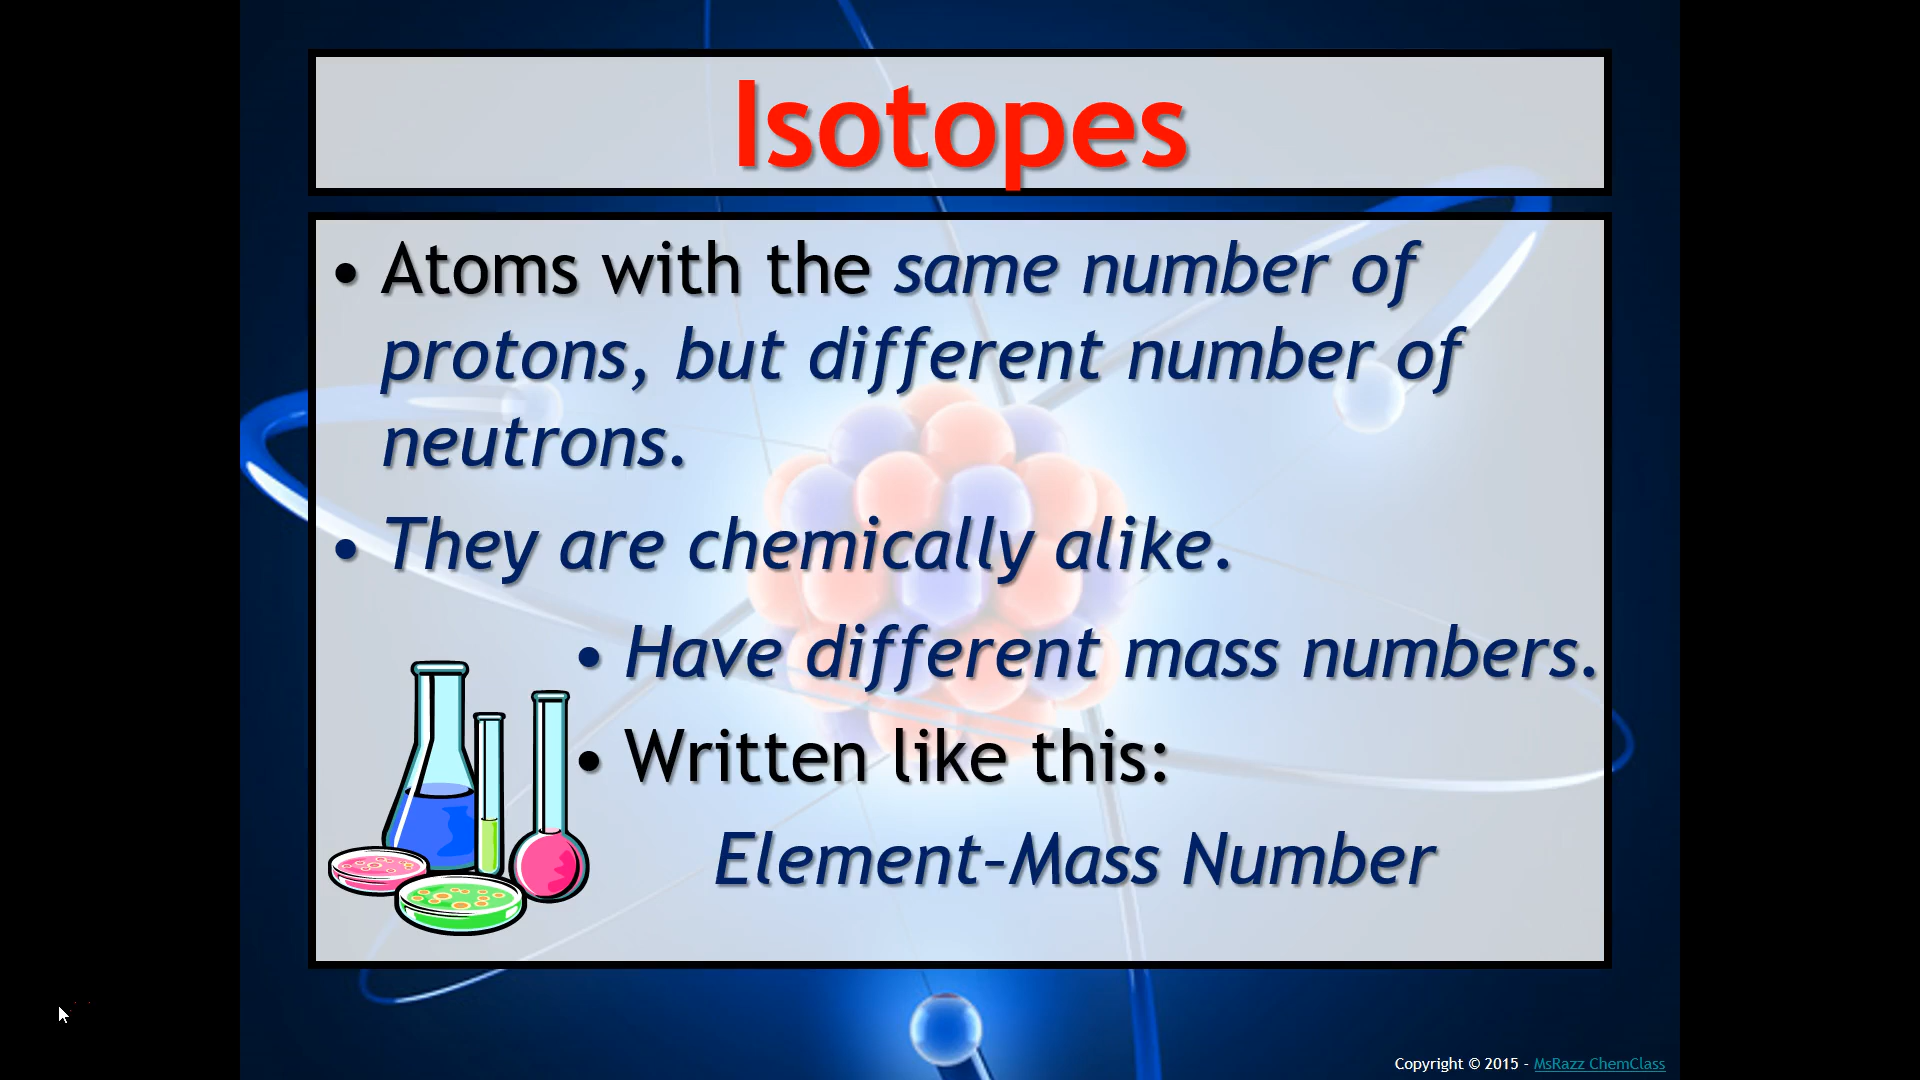 Isotopes
• Atoms with the same number of
protons, but different number of
neutrons.
• They are chemically alike.
• Have different mass numbers.
• Written like this:
Element–Mass Number
Copyright © 2015 - MsRazz ChemClass